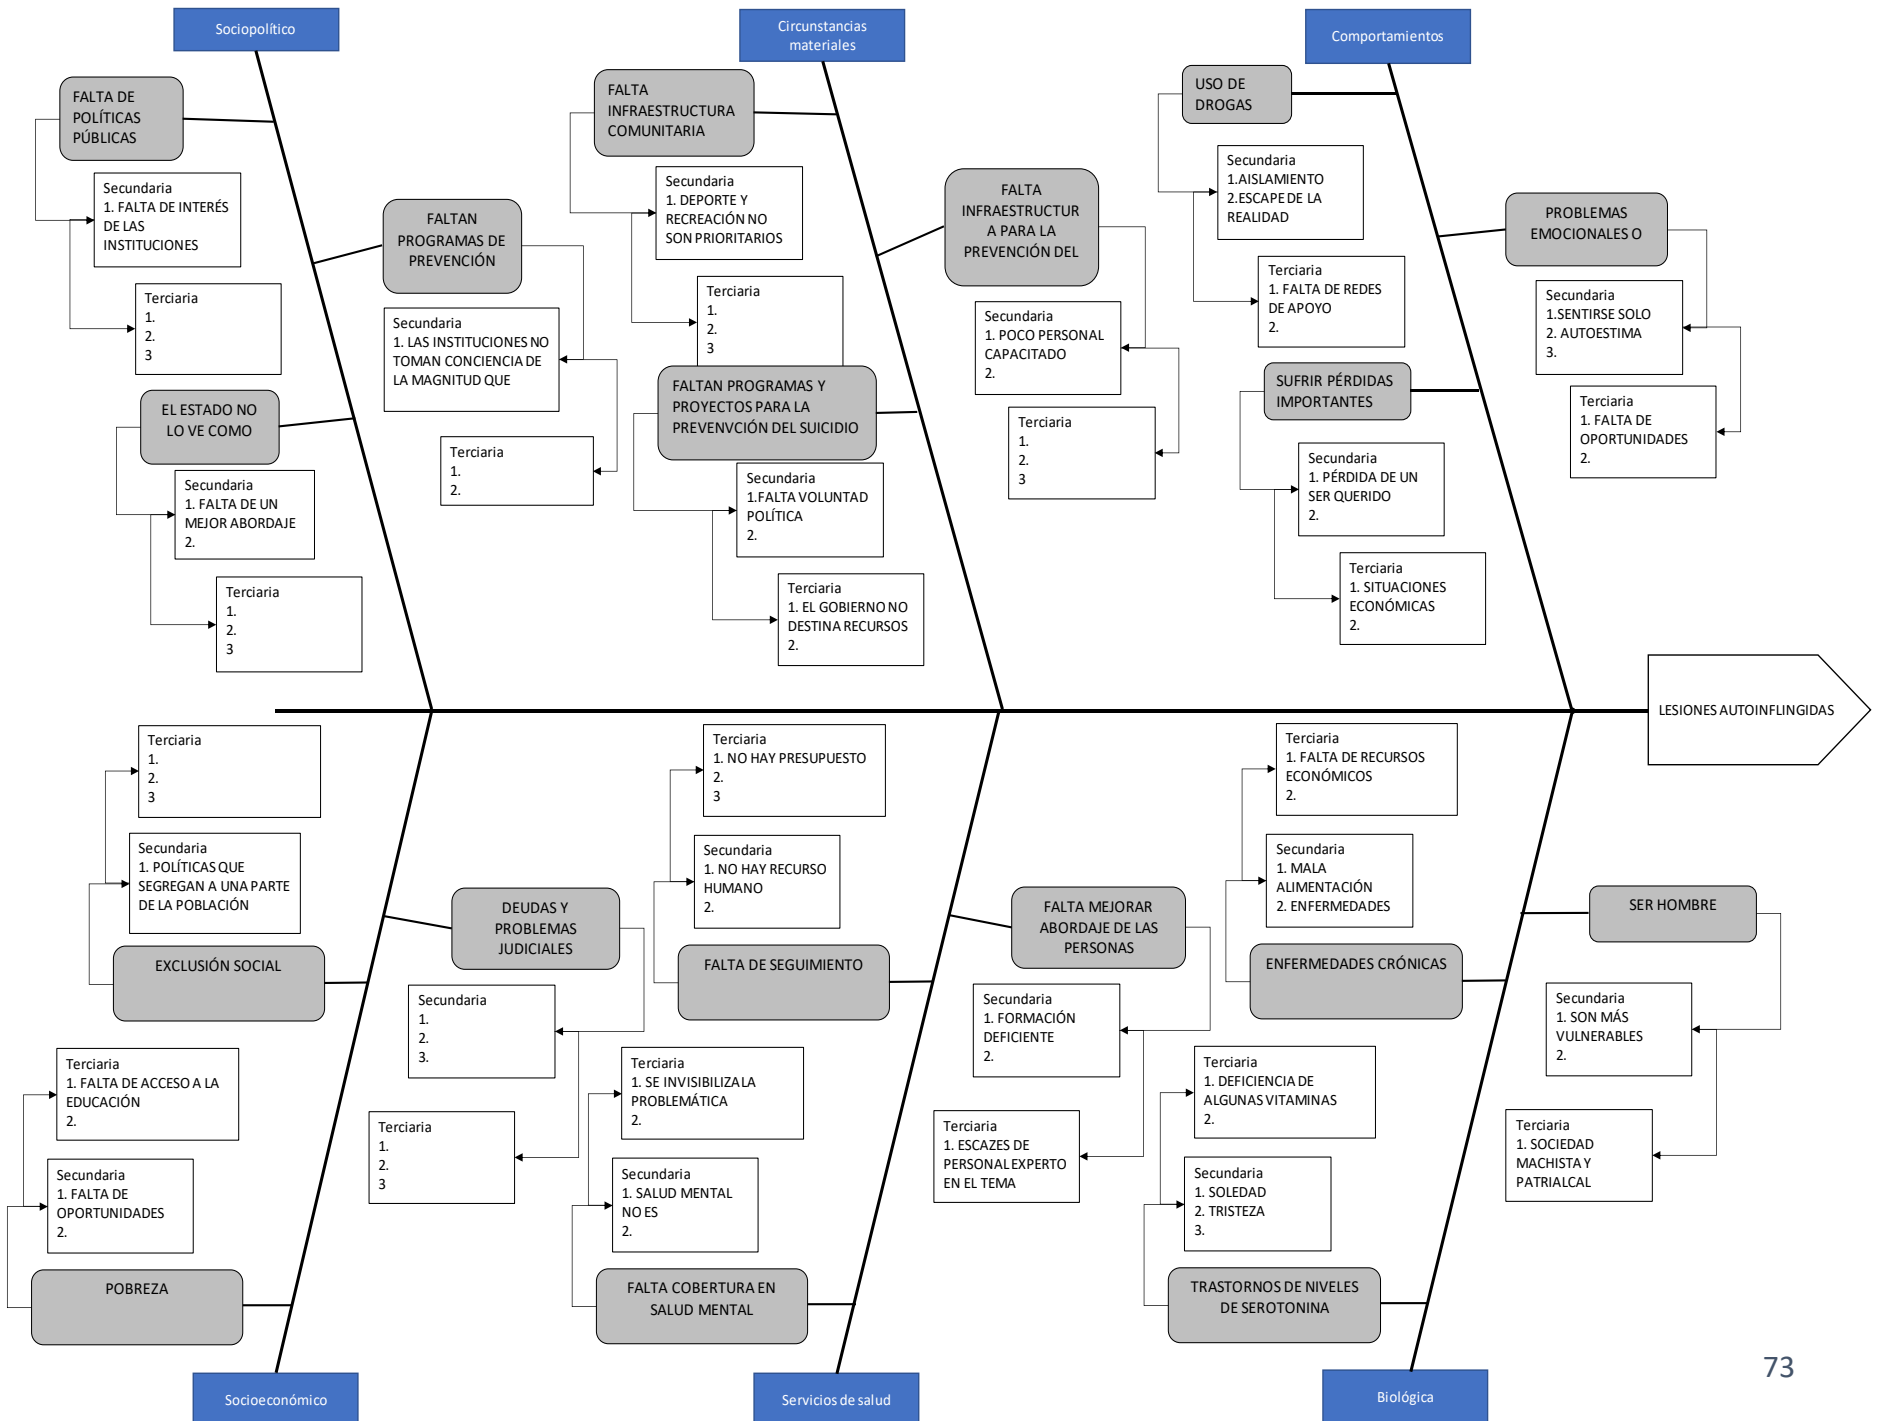 Sociopolítico
Circunstancias
materiales
Comportamientos
FALTA DE
POLÍTICAS
PÚBLICAS
Secundaria
1. FALTA DE INTERÉS
DE LAS
INSTITUCIONES
Terciaria
1.
2.
3
FALTAN
PROGRAMAS DE
PREVENCIÓN
Secundaria
1. LAS INSTITUCIONES NO
TOMAN CONCIENCIA DE
LA MAGNITUD QUE
Terciaria
1.
2.
EL ESTADO NO
LO VE COMO
Secundaria
1. FALTA DE UN
MEJOR ABORDAJE
2.
Terciaria
1.
2.
3
FALTA
INFRAESTRUCTURA
COMUNITARIA
Secundaria
1. DEPORTE Y
RECREACIÓN NO
SON PRIORITARIOS
Terciaria
1.
2.
3
FALTA
INFRAESTRUCTUR
A PARA LA
PREVENCIÓN DEL
Secundaria
1. POCO PERSONAL
CAPACITADO
2.
Terciaria
1.
2.
3
FALTAN PROGRAMAS Y
PROYECTOS PARA LA
PREVENVCIÓN DEL SUICIDIO
Secundaria
1.FALTA VOLUNTAD
POLÍTICA
2.
Terciaria
1. EL GOBIERNO NO
DESTINA RECURSOS
2.
USO DE
DROGAS
Secundaria
1.AISLAMIENTO
2.ESCAPE DE LA
REALIDAD
Terciaria
1. FALTA DE REDES
DE APOYO
2.
PROBLEMAS
EMOCIONALES O
Secundaria
1.SENTIRSE SOLO
2. AUTOESTIMA
3.
Terciaria
1. FALTA DE
OPORTUNIDADES
2.
SUFRIR PÉRDIDAS
IMPORTANTES
Secundaria
1. PÉRDIDA DE UN
SER QUERIDO
2.
Terciaria
1. SITUACIONES
ECONÓMICAS
2.
LESIONES AUTOINFLINGIDAS
Terciaria
1.
2.
3
Secundaria
1. POLÍTICAS QUE
SEGREGAN A UNA PARTE
DE LA POBLACIÓN
EXCLUSIÓN SOCIAL
DEUDAS Y
PROBLEMAS
JUDICIALES
Secundaria
1.
2.
3.
Terciaria
1.
2.
3
Terciaria
1. FALTA DE ACCESO A LA
EDUCACIÓN
2.
Secundaria
1. FALTA DE
OPORTUNIDADES
2.
POBREZA
Terciaria
1. NO HAY PRESUPUESTO
2.
3
Secundaria
1. NO HAY RECURSO
HUMANO
2.
FALTA DE SEGUIMIENTO
FALTA MEJORAR
ABORDAJE DE LAS
PERSONAS
Secundaria
1. FORMACIÓN
DEFICIENTE
2.
Terciaria
1. ESCAZES DE
PERSONAL EXPERTO
EN EL TEMA
Terciaria
1. SE INVISIBILIZA LA
PROBLEMÁTICA
2.
Secundaria
1. SALUD MENTAL
NO ES
2.
FALTA COBERTURA EN
SALUD MENTAL
Terciaria
1. FALTA DE RECURSOS
ECONÓMICOS
2.
Secundaria
1. MALA
ALIMENTACIÓN
2. ENFERMEDADES
ENFERMEDADES CRÓNICAS
SER HOMBRE
Secundaria
1. SON MÁS
VULNERABLES
2.
Terciaria
1. SOCIEDAD
MACHISTA Y
PATRIALCAL
Terciaria
1. DEFICIENCIA DE
ALGUNAS VITAMINAS
2.
Secundaria
1. SOLEDAD
2. TRISTEZA
3.
TRASTORNOS DE NIVELES
DE SEROTONINA
Socioeconómico
Servicios de salud
Biológica
73